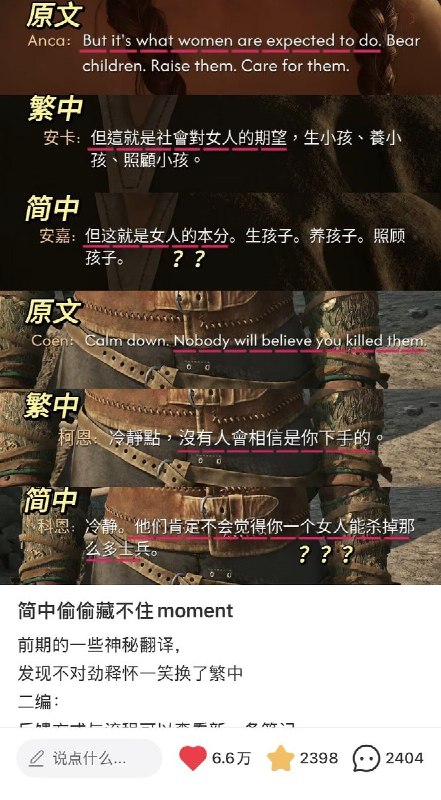 原文
Anca: But it's what women are expected to do. Bear
children. Raise them. Care for them.
繁中
安卡：但這就是社會對女人的期望，生小孩、養小
孩、照顧小孩。
简中
安嘉：但这就是女人的本分。生孩子。养孩子。照顾
孩子。 ？？
原文
Coën: Calm down. Nobody will believe you killed them.
繁中
柯恩：冷靜點，沒有人會相信是你下手的。
简中
科恩：冷静。他们肯定不会觉得你一个女人能杀掉那
么多士兵。 ？？？
简中偷偷藏不住moment
前期的一些神秘翻译，
发现不对劲释怀一笑换了繁中
二编：
说点什么... 6.6万 2398 2404